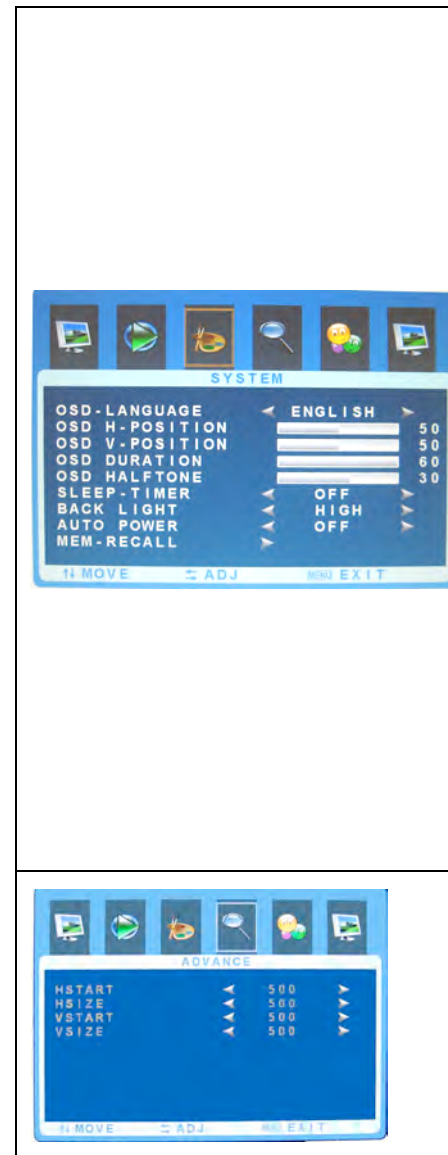 SYSTEM
OSD-LANGUAGE ENGLISH
OSD H-POSITION 50
OSD V-POSITION 50
OSD DURATION 60
OSD HALFTONE 30
SLEEP-TIMER OFF
BACK LIGHT HIGH
AUTO POWER OFF
MEM-RECALL
MOVE ADJ MENU EXIT
ADVANCE
HSTART 500
HSIZE 500
VSTART 500
VSIZE 500
MOVE ADJ MENU EXIT